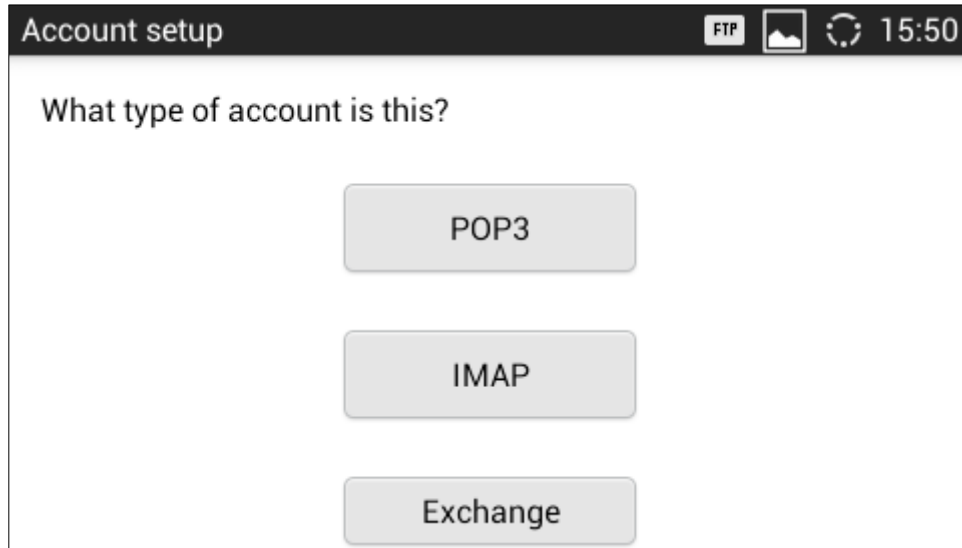 Account setup FTP 15:50
What type of account is this?
POP3
IMAP
Exchange